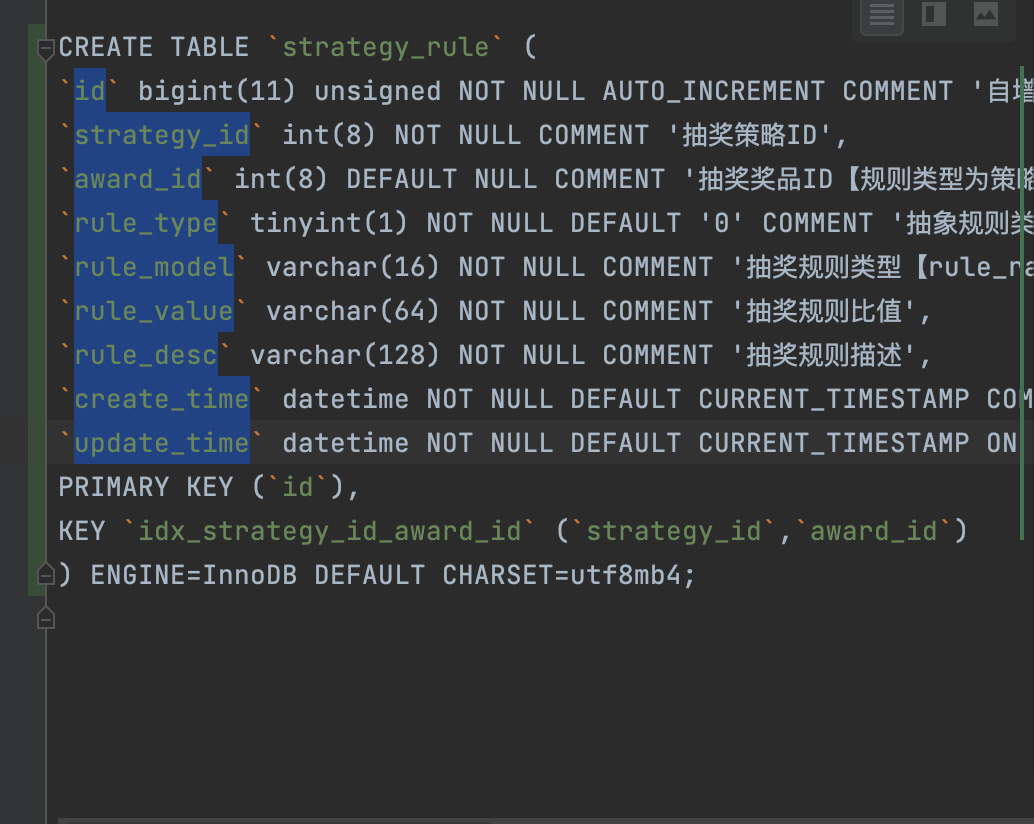 CREATE TABLE `strategy_rule` (
`id` bigint(11) unsigned NOT NULL AUTO_INCREMENT COMMENT '自增
`strategy_id` int(8) NOT NULL COMMENT '抽奖策略ID',
`award_id` int(8) DEFAULT NULL COMMENT '抽奖奖品ID【规则类型为策略
`rule_type` tinyint(1) NOT NULL DEFAULT '0' COMMENT '抽象规则类
`rule_model` varchar(16) NOT NULL COMMENT '抽奖规则类型【rule_ra
`rule_value` varchar(64) NOT NULL COMMENT '抽奖规则比值',
`rule_desc` varchar(128) NOT NULL COMMENT '抽奖规则描述',
`create_time` datetime NOT NULL DEFAULT CURRENT_TIMESTAMP COM
`update_time` datetime NOT NULL DEFAULT CURRENT_TIMESTAMP ON
PRIMARY KEY (`id`),
KEY `idx_strategy_id_award_id` (`strategy_id`,`award_id`)
) ENGINE=InnoDB DEFAULT CHARSET=utf8mb4;